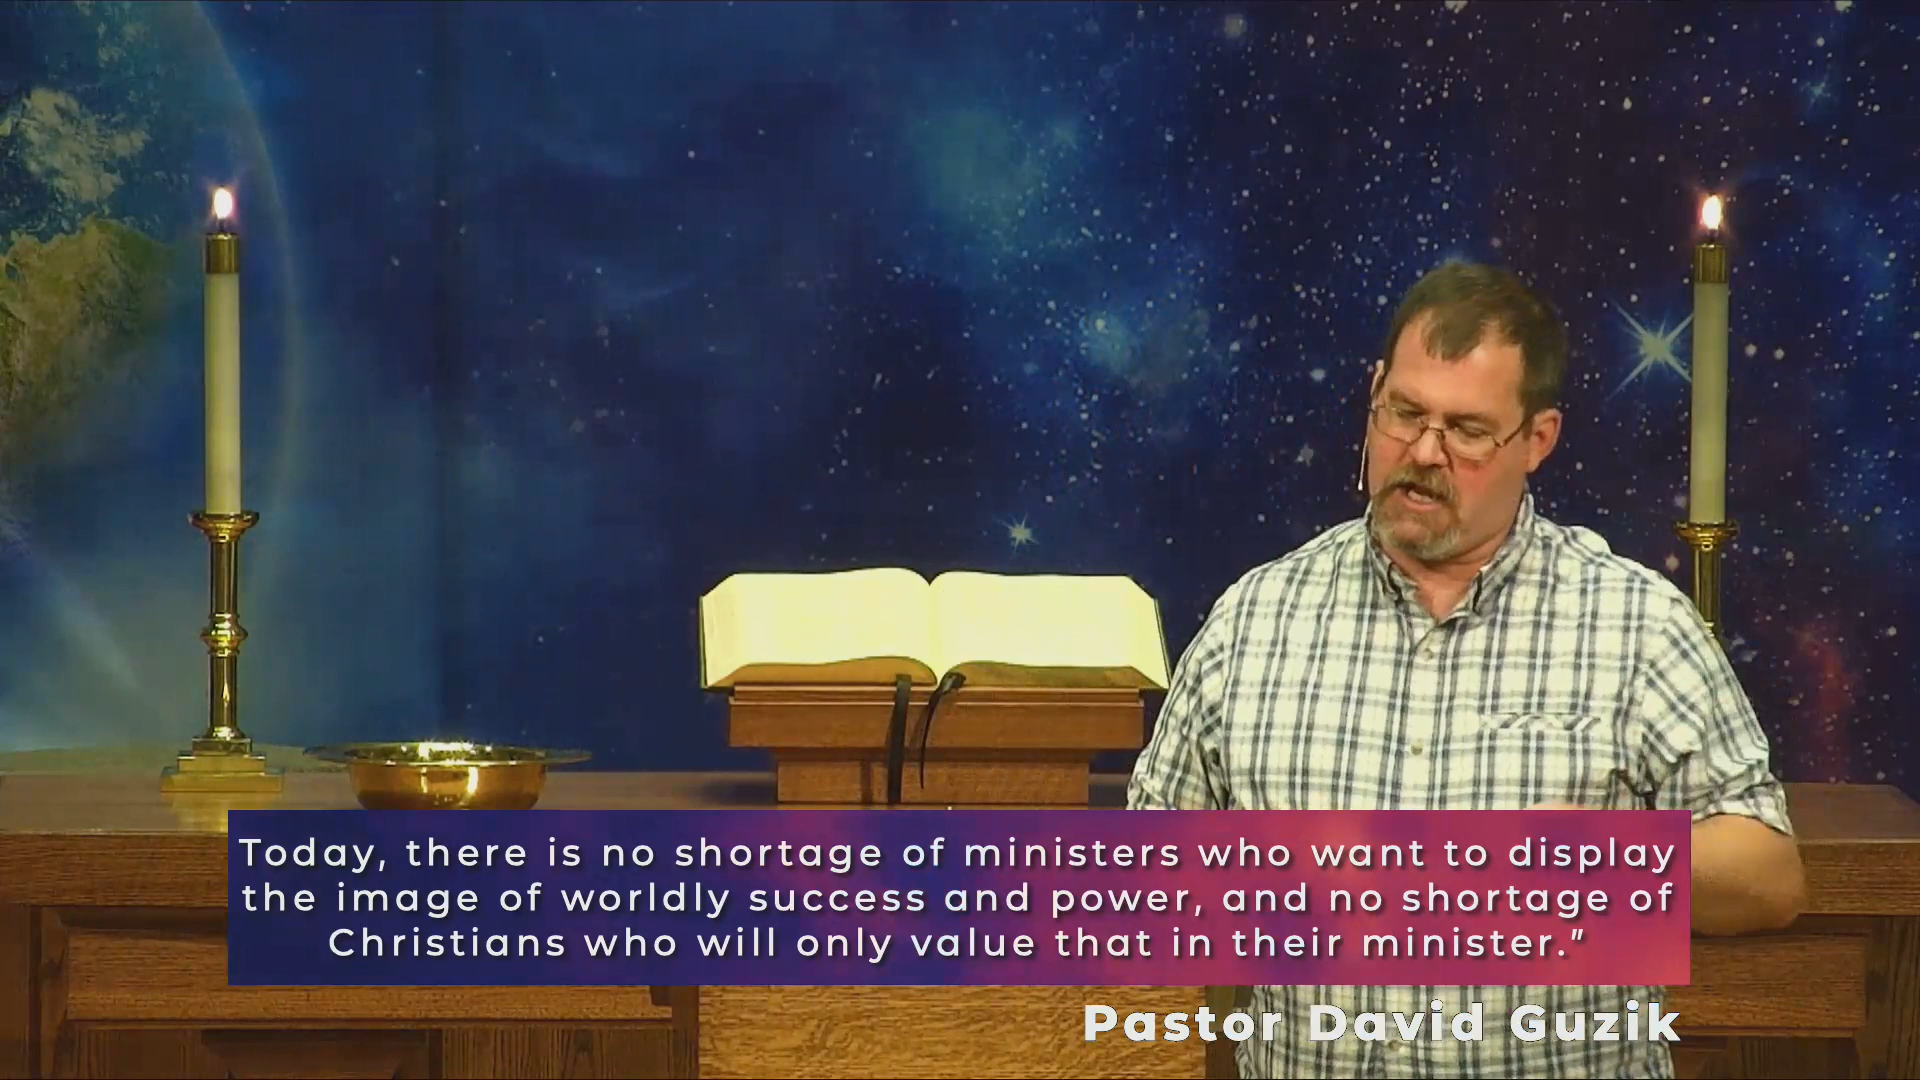 Today, there is no shortage of ministers who want to display
the image of worldly success and power, and no shortage of
Christians who will only value that in their minister.”
Pastor David Guzik